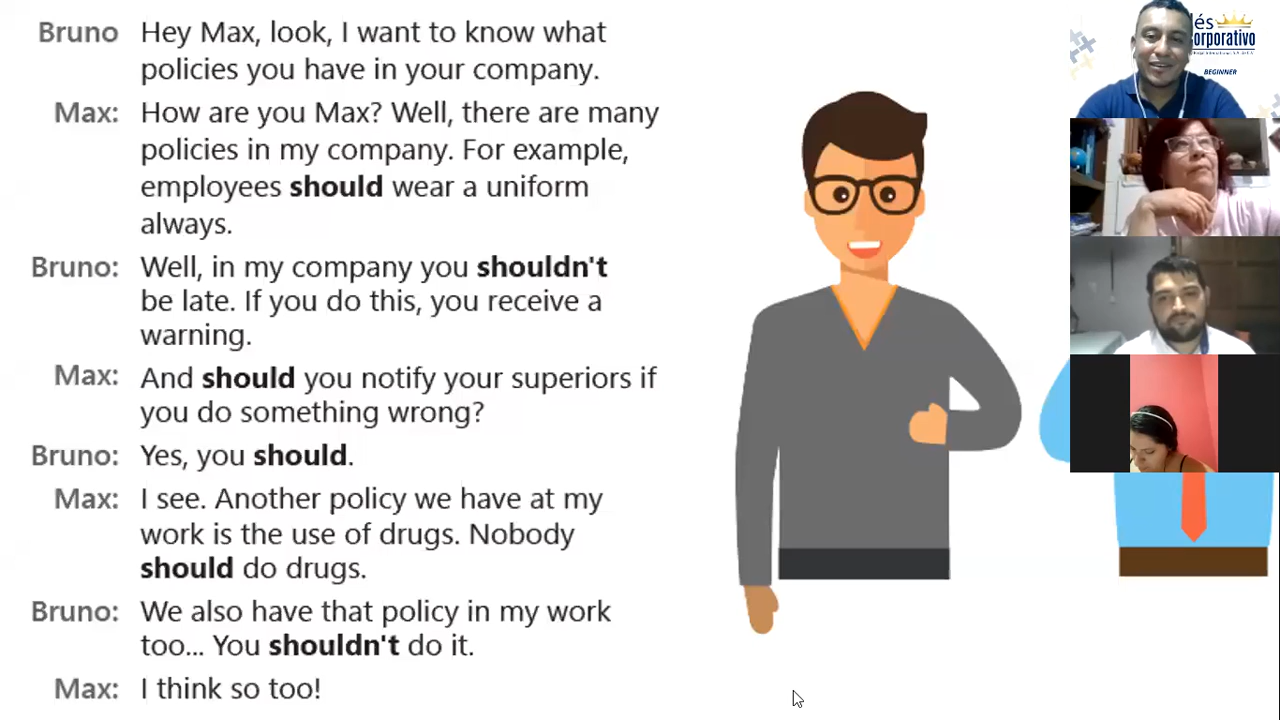 Bruno Hey Max, look, I want to know what
policies you have in your company.
Max: How are you Max? Well, there are many
policies in my company. For example,
employees should wear a uniform
always.
Bruno: Well, in my company you shouldn't
be late. If you do this, you receive a
warning.
Max: And should you notify your superiors if
you do something wrong?
Bruno: Yes, you should.
Max: I see. Another policy we have at my
work is the use of drugs. Nobody
should do drugs.
Bruno: We also have that policy in my work
too... You shouldn't do it.
Max: I think so too!
lés
orporativo
BEGINNER